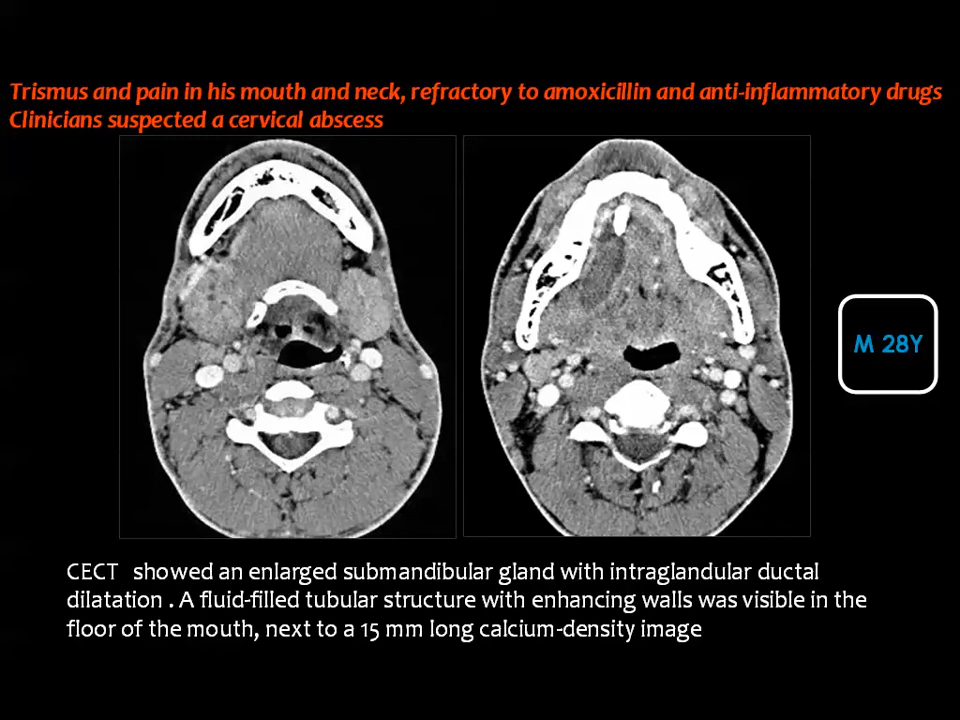 Trismus and pain in his mouth and neck, refractory to amoxicillin and anti-inflammatory drugs
Clinicians suspected a cervical abscess
M 28Y
CECT showed an enlarged submandibular gland with intraglandular ductal
dilatation . A fluid-filled tubular structure with enhancing walls was visible in the
floor of the mouth, next to a 15 mm long calcium-density image